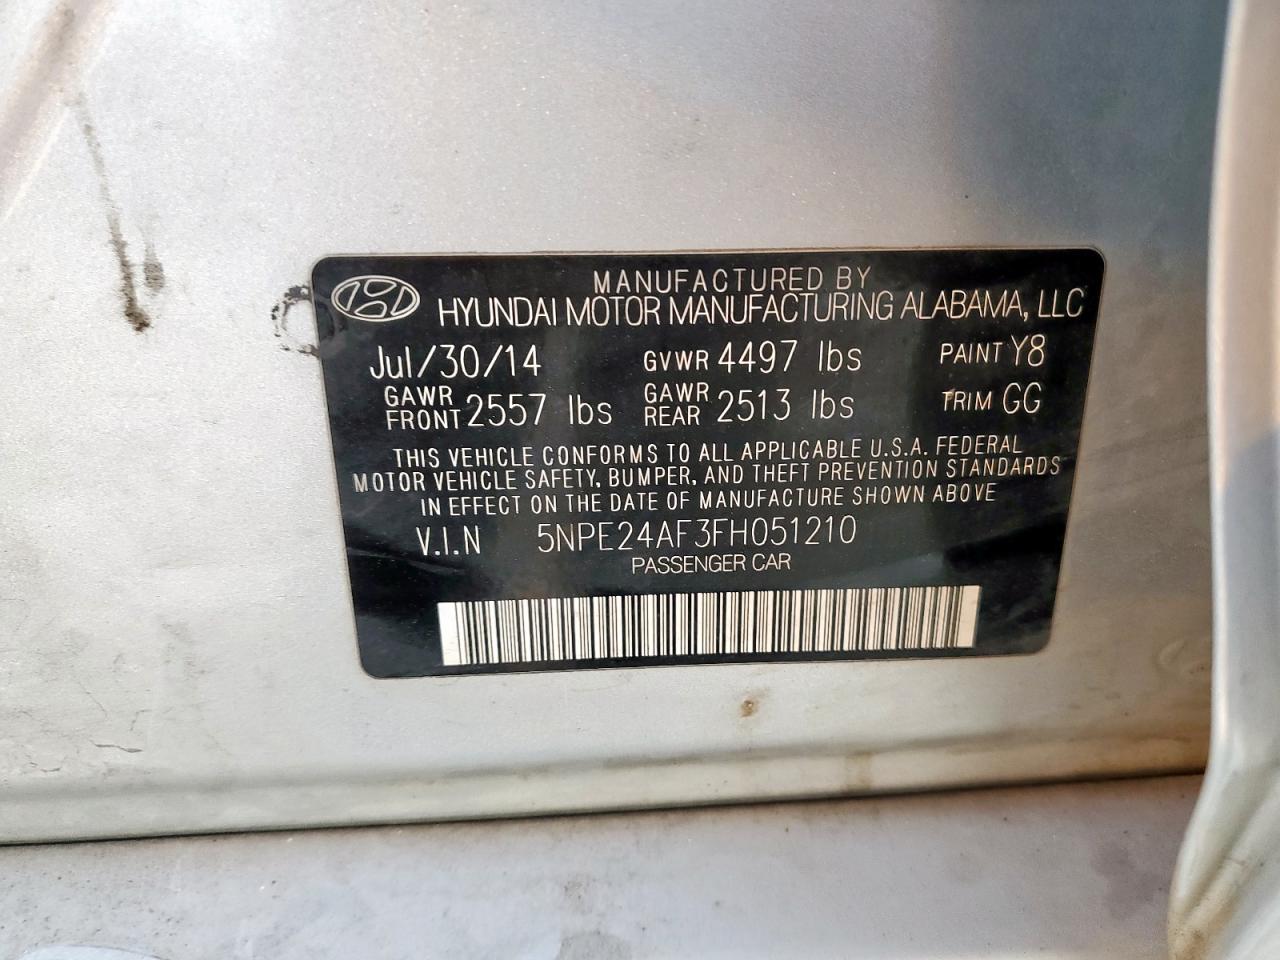 MANUFACTURED BY
HYUNDAI MOTOR MANUFACTURING ALABAMA, LLC
Jul/30/14 GVWR 4497 lbs PAINT Y8
GAWR FRONT 2557 lbs GAWR REAR 2513 lbs TRIM GG
THIS VEHICLE CONFORMS TO ALL APPLICABLE U.S.A. FEDERAL
MOTOR VEHICLE SAFETY, BUMPER, AND THEFT PREVENTION STANDARDS
IN EFFECT ON THE DATE OF MANUFACTURE SHOWN ABOVE
V.I.N 5NPE24AF3FH051210
PASSENGER CAR